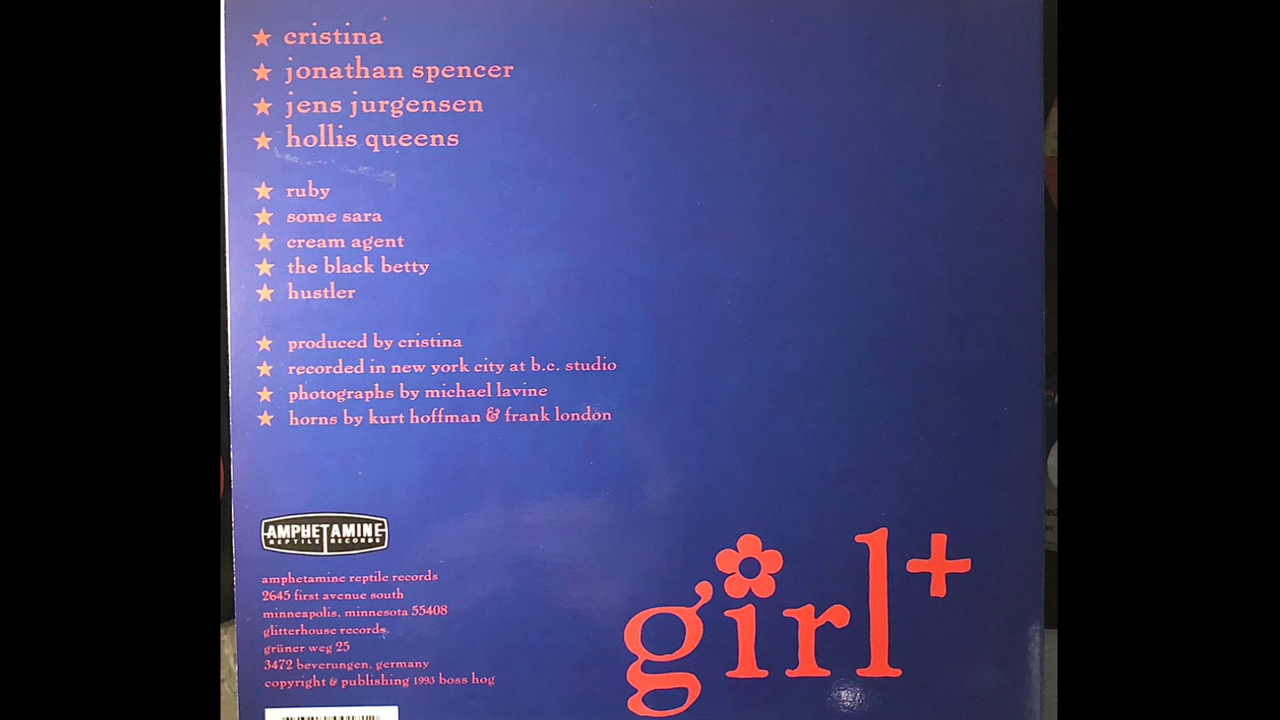 cristina
jonathan spencer
jens jurgensen
hollis queens
ruby
some sara
cream agent
the black betty
hustler
produced by cristina
recorded in new york city at b.c. studio
photographs by michael lavine
horns by kurt hoffman & frank london
AMPHETAMINE
REPTILE RECORDS
amphetamine reptile records
2645 first avenue south
minneapolis, minnesota 55408
glitterhouse records
grüner weg 25
3472 beverungen, germany
copyright & publishing 1993 boss hog
girl+